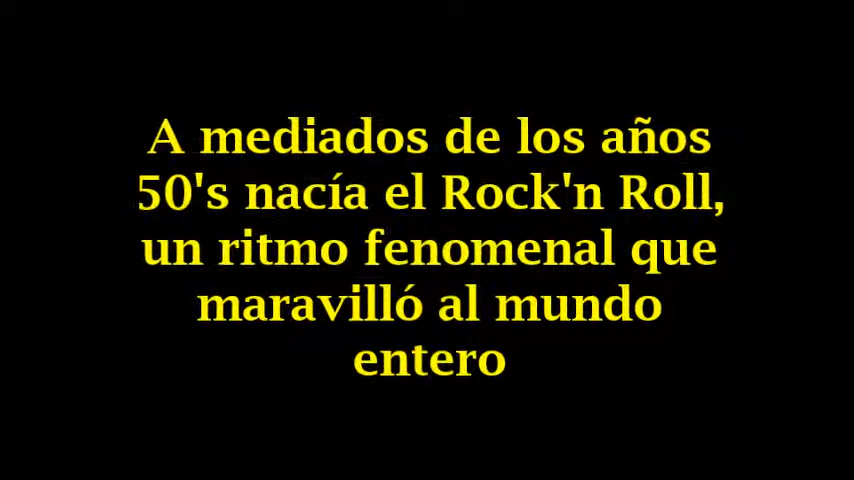 A mediados de los años
50's nacía el Rock'n Roll,
un ritmo fenomenal que
maravilló al mundo
entero